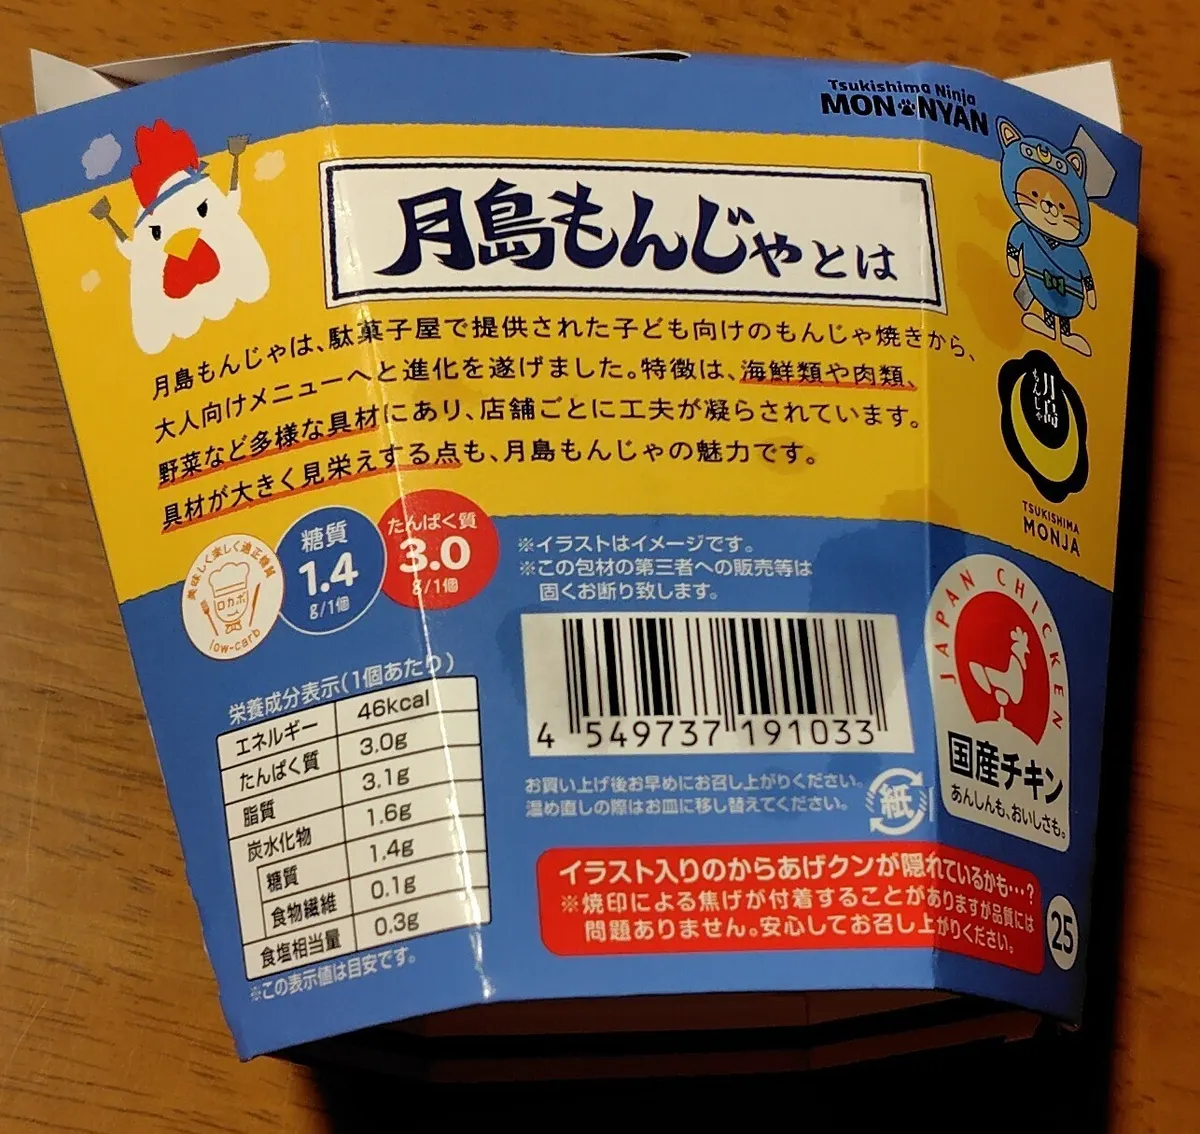 Tsukishima Ninja
MON NYAN
月島もんじゃとは
月島もんじゃは、駄菓子屋で提供された子ども向けのもんじゃ焼きから、
大人向けメニューへと進化を遂げました。特徴は、海鮮類や肉類、
野菜など多様な具材にあり、店舗ごとに工夫が凝らされています。
具材が大きく見栄えする点も、月島もんじゃの魅力です。
月島
もんじゃ
TSUKISHIMA
MONJA
美味しく楽しく適正糖質
ロカボ
low-carb
糖質
1.4
g/1個
たんぱく質
3.0
g/1個
※イラストはイメージです。
※この包材の第三者への販売等は
固くお断り致します。
4 549737 191033
JAPAN CHICKEN
国産チキン
あんしんも、おいしさも。
栄養成分表示(1個あたり)
エネルギー 46kcal
たんぱく質 3.0g
脂質 3.1g
炭水化物 1.6g
糖質 1.4g
食物繊維 0.1g
食塩相当量 0.3g
※この表示値は目安です。
お買い上げ後お早めにお召し上がりください。
温め直しの際はお皿に移し替えてください。
紙
イラスト入りのからあげクンが隠れているかも…?
※焼印による焦げが付着することがありますが品質には
問題ありません。安心してお召し上がりください。
25